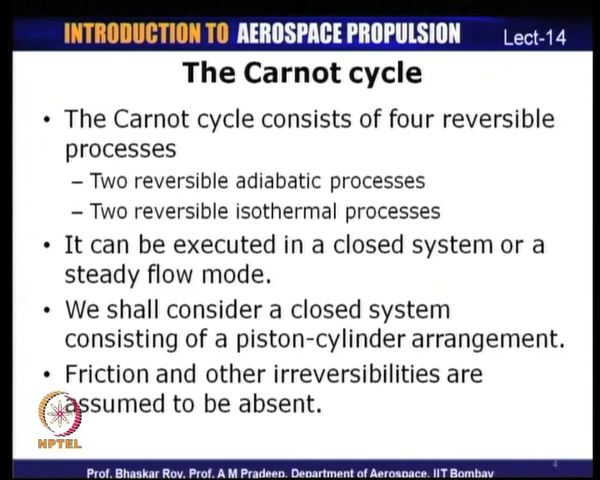 INTRODUCTION TO AEROSPACE PROPULSION Lect-14
The Carnot cycle
• The Carnot cycle consists of four reversible
processes
– Two reversible adiabatic processes
– Two reversible isothermal processes
• It can be executed in a closed system or a
steady flow mode.
• We shall consider a closed system
consisting of a piston-cylinder arrangement.
• Friction and other irreversibilities are
assumed to be absent.
NPTEL
4
Prof. Bhaskar Roy, Prof. A M Pradeep, Department of Aerospace, IIT Bombay